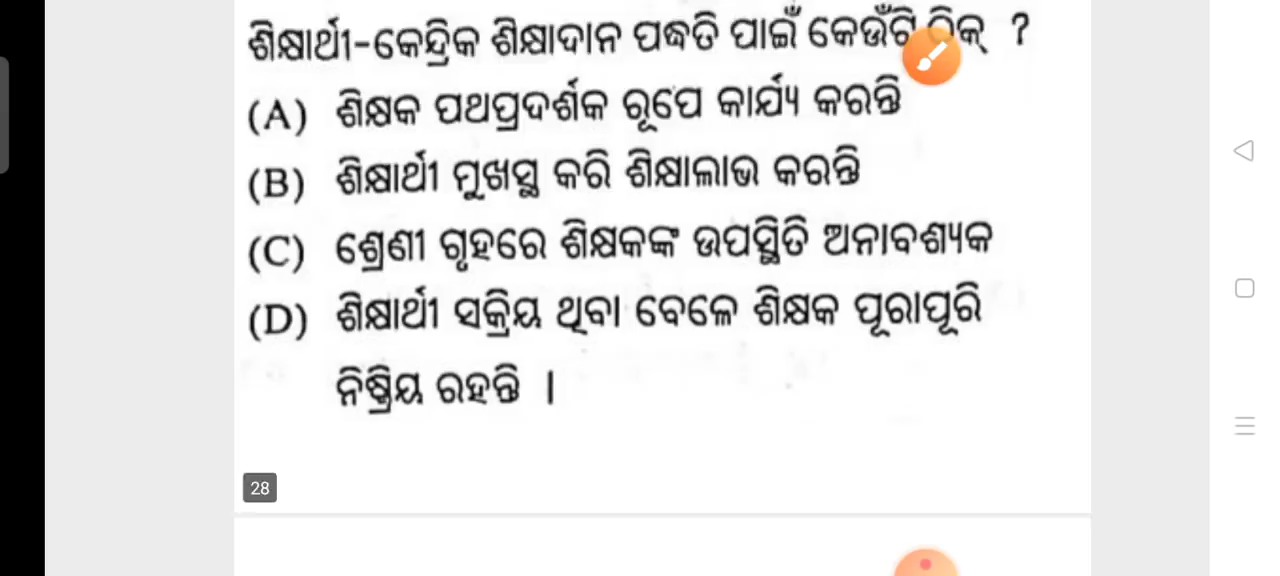 ଶିକ୍ଷାର୍ଥୀ-କେନ୍ଦ୍ରିକ ଶିକ୍ଷାଦାନ ପଦ୍ଧତି ପାଇଁ କେଉଁଟି ଠିକ୍ ?
(A) ଶିକ୍ଷକ ପଥପ୍ରଦର୍ଶକ ରୂପେ କାର୍ଯ୍ୟ କରନ୍ତି
(B) ଶିକ୍ଷାର୍ଥୀ ମୁଖସ୍ଥ କରି ଶିକ୍ଷାଲାଭ କରନ୍ତି
(C) ଶ୍ରେଣୀ ଗୃହରେ ଶିକ୍ଷକଙ୍କ ଉପସ୍ଥିତି ଅନାବଶ୍ୟକ
(D) ଶିକ୍ଷାର୍ଥୀ ସକ୍ରିୟ ଥିବା ବେଳେ ଶିକ୍ଷକ ପୂରାପୂରି
ନିଷ୍କ୍ରିୟ ରହନ୍ତି ।
28